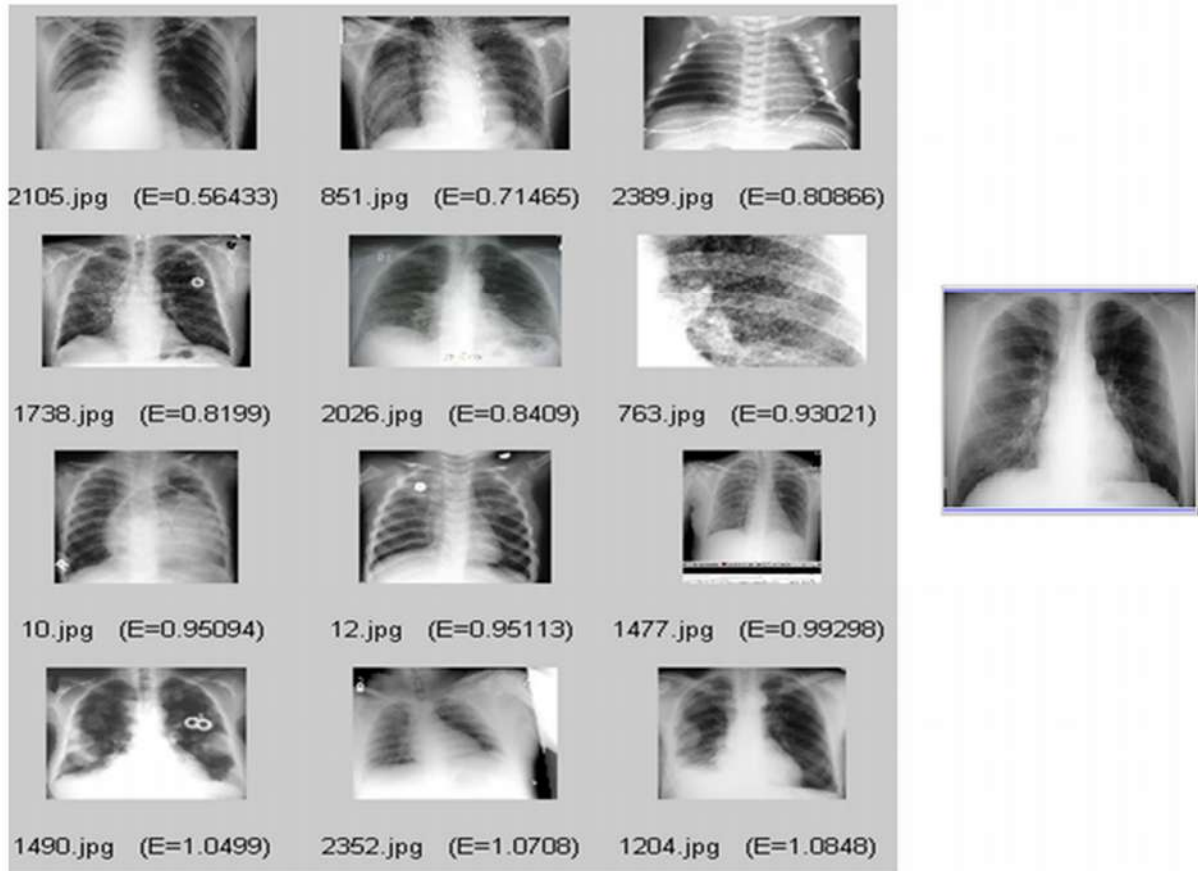 2105.jpg (E=0.56433) 851.jpg (E=0.71465) 2389.jpg (E=0.80866)
1738.jpg (E=0.8199) 2026.jpg (E=0.8409) 763.jpg (E=0.93021)
10.jpg (E=0.95094) 12.jpg (E=0.95113) 1477.jpg (E=0.99298)
1490.jpg (E=1.0499) 2352.jpg (E=1.0708) 1204.jpg (E=1.0848)